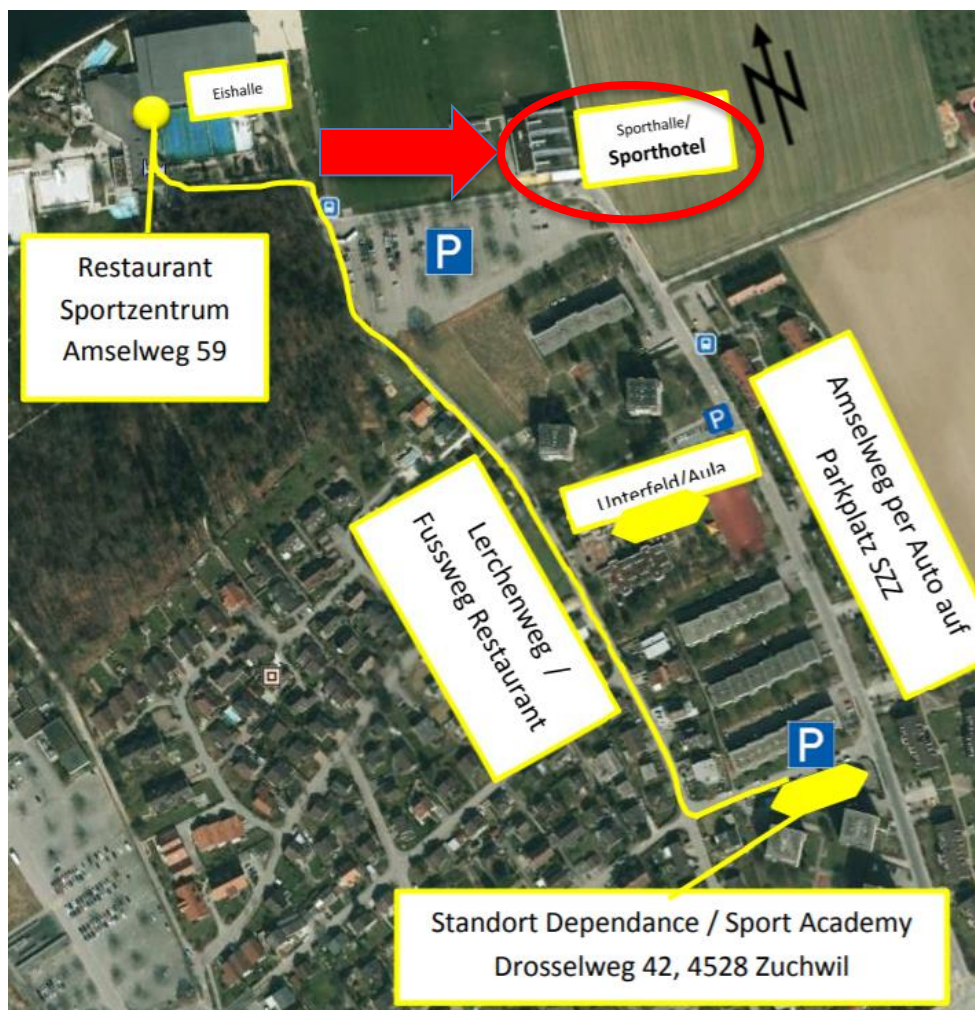 Eishalle
Sporthalle/
Sporthotel
N
P
Restaurant
Sportzentrum
Amselweg 59
P
Unterfeld/Aula
Amselweg per Auto auf
Parkplatz SZZ
Lerchenweg /
Fussweg Restaurant
P
Standort Dependance / Sport Academy
Drosselweg 42, 4528 Zuchwil